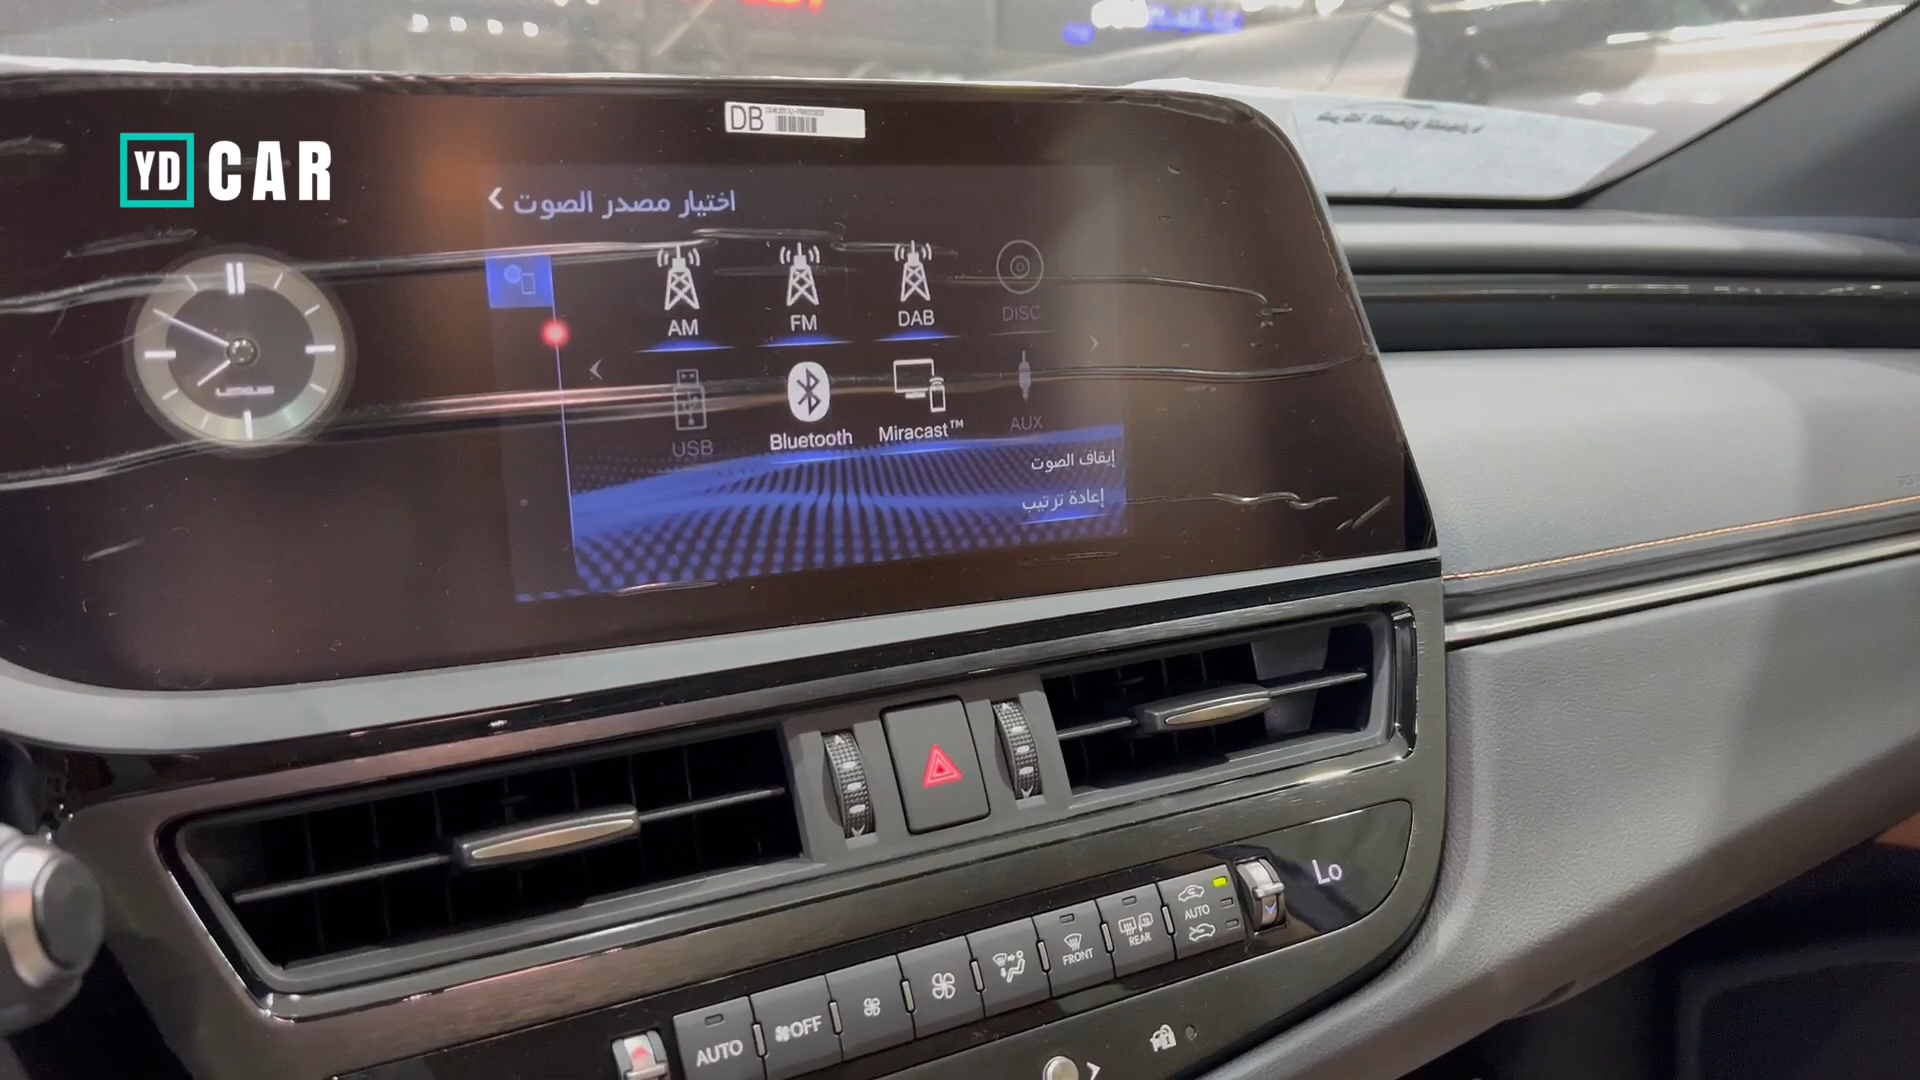 YD CAR
DB
اختيار مصدر الصوت
AM
FM
DAB
DISC
USB
Bluetooth
Miracast™
AUX
إيقاف الصوت
إعادة ترتيب
LEXUS
Lo
AUTO
OFF
FRONT
REAR
AUTO